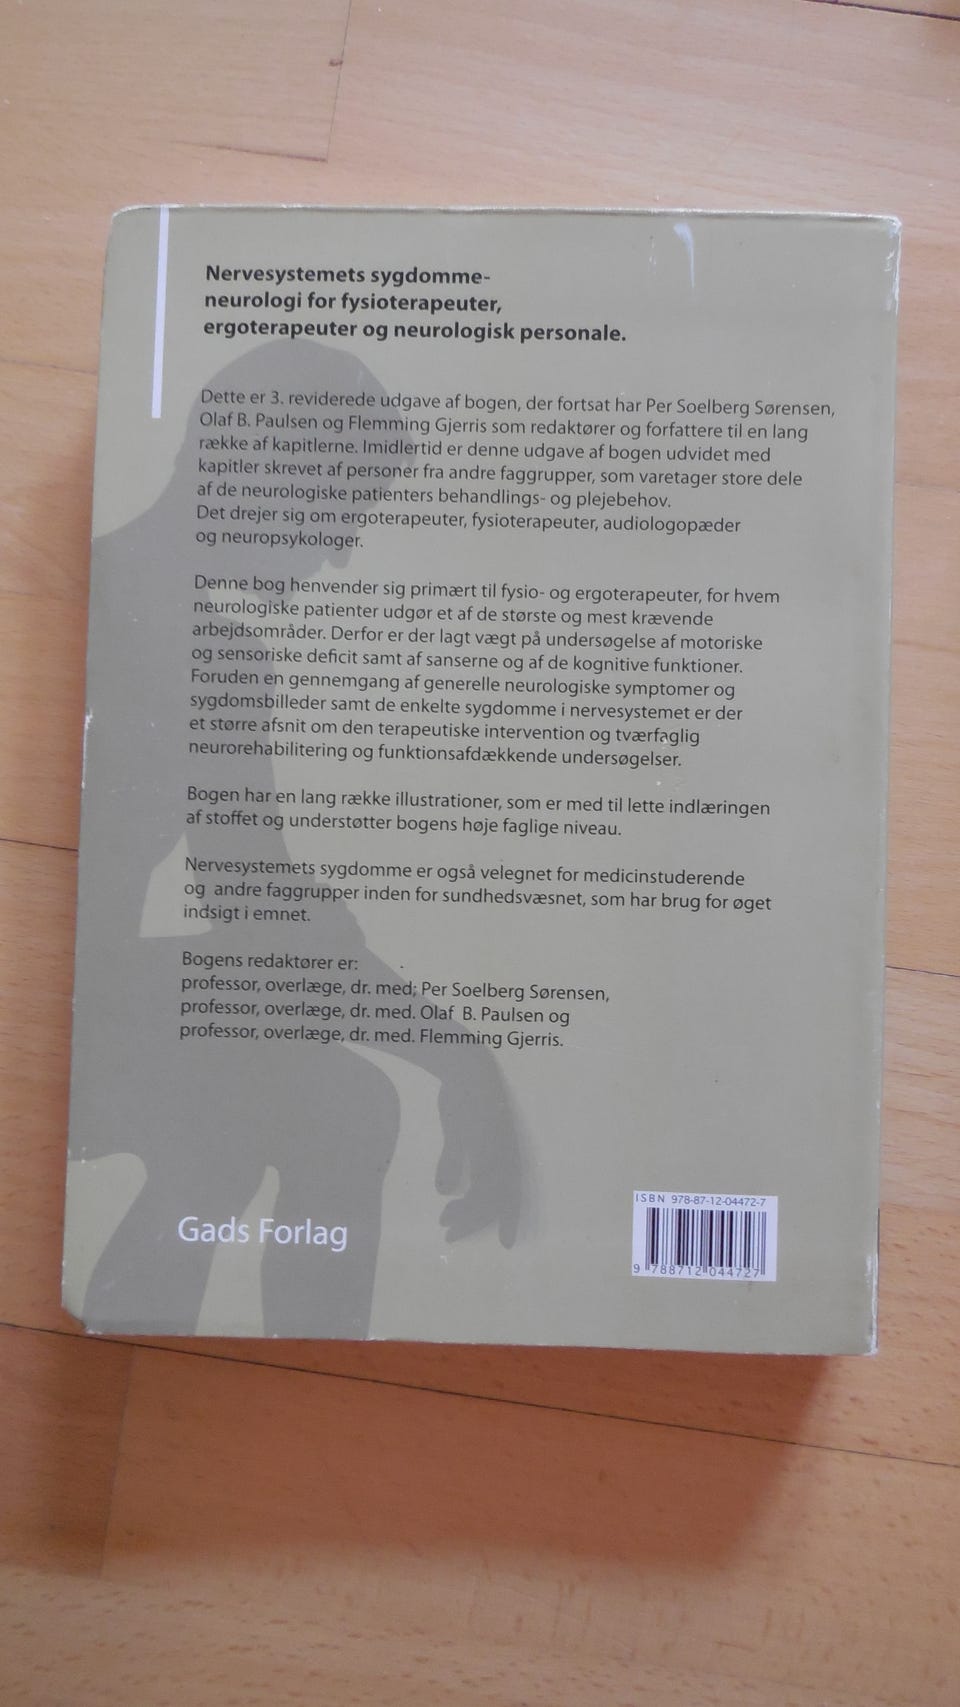 Nervesystemets sygdomme-
neurologi for fysioterapeuter,
ergoterapeuter og neurologisk personale.
Dette er 3. reviderede udgave af bogen, der fortsat har Per Soelberg Sørensen,
Olaf B. Paulsen og Flemming Gjerris som redaktører og forfattere til en lang
række af kapitlerne. Imidlertid er denne udgave af bogen udvidet med
kapitler skrevet af personer fra andre faggrupper, som varetager store dele
af de neurologiske patienters behandlings- og plejebehov.
Det drejer sig om ergoterapeuter, fysioterapeuter, audiologopæder
og neuropsykologer.
Denne bog henvender sig primært til fysio- og ergoterapeuter, for hvem
neurologiske patienter udgør et af de største og mest krævende
arbejdsområder. Derfor er der lagt vægt på undersøgelse af motoriske
og sensoriske deficit samt af sanserne og af de kognitive funktioner.
Foruden en gennemgang af generelle neurologiske symptomer og
sygdomsbilleder samt de enkelte sygdomme i nervesystemet er der
et større afsnit om den terapeutiske intervention og tværfaglig
neurorehabilitering og funktionsafdækkende undersøgelser.
Bogen har en lang række illustrationer, som er med til lette indlæringen
af stoffet og understøtter bogens høje faglige niveau.
Nervesystemets sygdomme er også velegnet for medicinstuderende
og andre faggrupper inden for sundhedsvæsnet, som har brug for øget
indsigt i emnet.
Bogens redaktører er:
professor, overlæge, dr. med; Per Soelberg Sørensen,
professor, overlæge, dr. med. Olaf B. Paulsen og
professor, overlæge, dr. med. Flemming Gjerris.
Gads Forlag
ISBN 978-87-12-04472-7
9 788712 044727